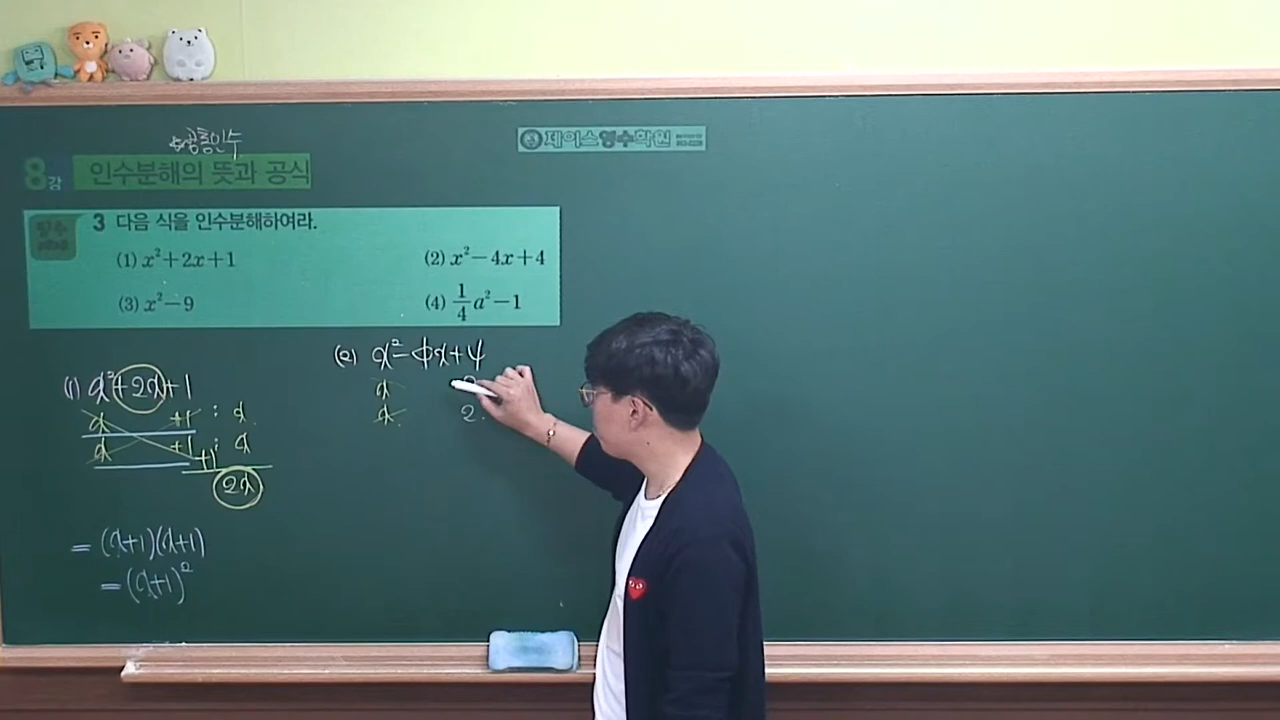 공통인수
제이스영수학원
8강 인수분해의 뜻과 공식
필수
3 다음 식을 인수분해하여라.
(1) x²+2x+1
(2) x²-4x+4
(3) x²-9
(4) 1/4 a²-1
(1) x²+2x+1
x +1 : x
x +1 : x
+)
2x
= (x+1)(x+1)
= (x+1)²
(2) x²-4x+4
x 2
x 2